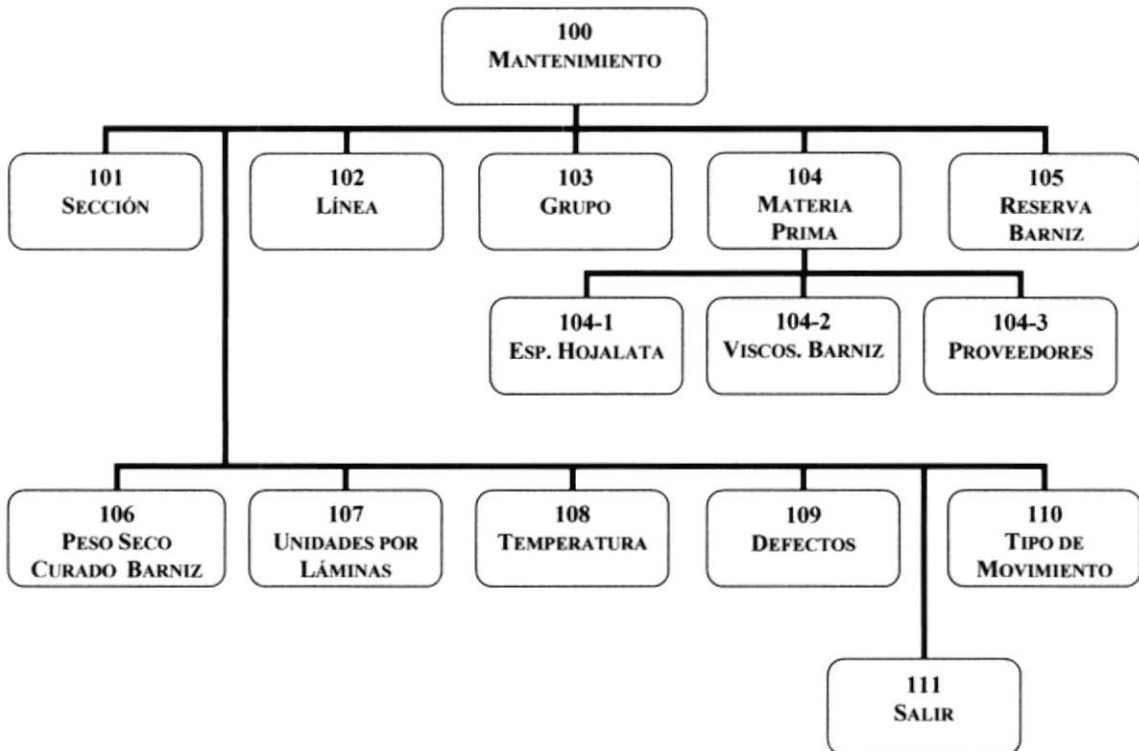 100
MANTENIMIENTO
101
SECCIÓN
102
LÍNEA
103
GRUPO
104
MATERIA
PRIMA
105
RESERVA
BARNIZ
104-1
ESP. HOJALATA
104-2
VISCOS. BARNIZ
104-3
PROVEEDORES
106
PESO SECO
CURADO BARNIZ
107
UNIDADES POR
LÁMINAS
108
TEMPERATURA
109
DEFECTOS
110
TIPO DE
MOVIMIENTO
111
SALIR